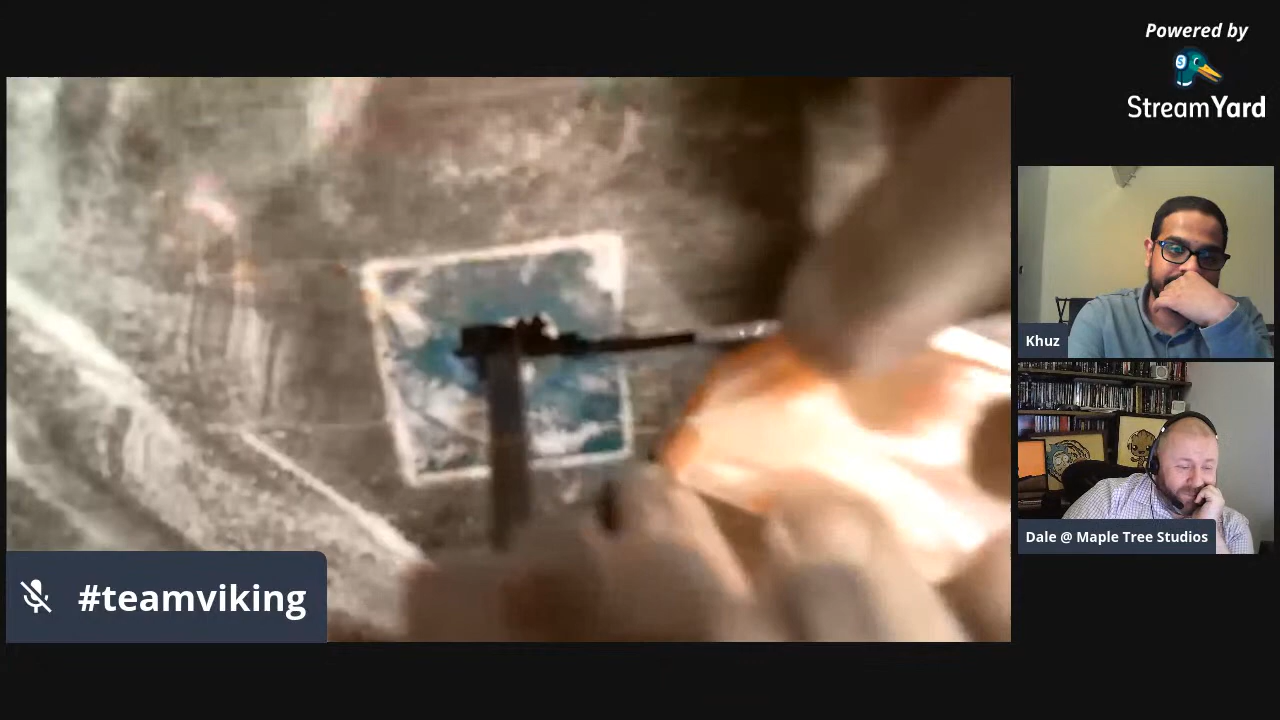 Powered by
StreamYard
Khuz
Dale @ Maple Tree Studios
#teamviking